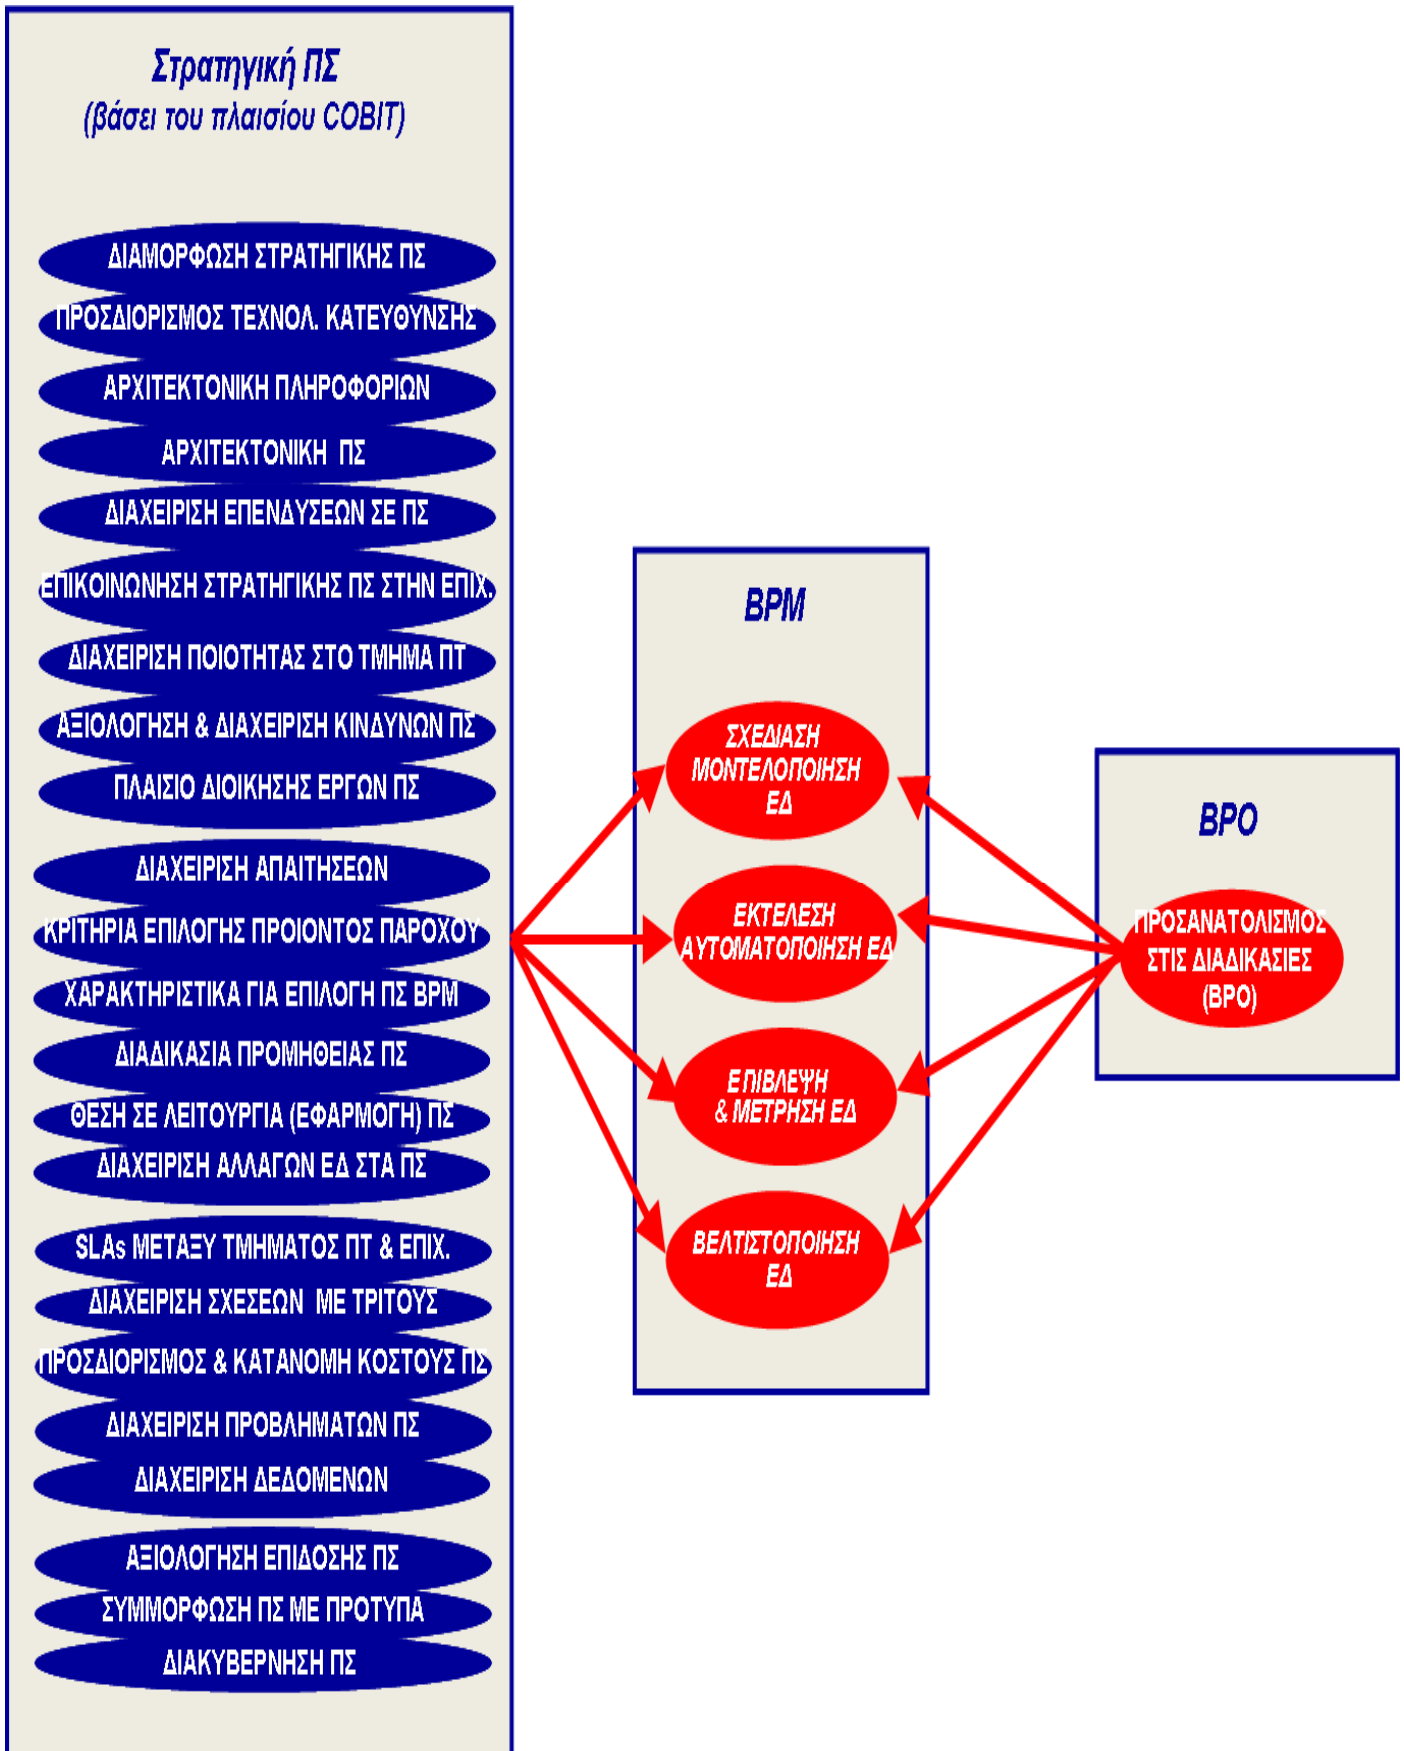 Στρατηγική ΠΣ
(βάσει του πλαισίου COBIT)
ΔΙΑΜΟΡΦΩΣΗ ΣΤΡΑΤΗΓΙΚΗΣ ΠΣ
ΠΡΟΣΔΙΟΡΙΣΜΟΣ ΤΕΧΝΟΛ. ΚΑΤΕΥΘΥΝΣΗΣ
ΑΡΧΙΤΕΚΤΟΝΙΚΗ ΠΛΗΡΟΦΟΡΙΩΝ
ΑΡΧΙΤΕΚΤΟΝΙΚΗ ΠΣ
ΔΙΑΧΕΙΡΙΣΗ ΕΠΕΝΔΥΣΕΩΝ ΣΕ ΠΣ
ΕΠΙΚΟΙΝΩΝΗΣΗ ΣΤΡΑΤΗΓΙΚΗΣ ΠΣ ΣΤΗΝ ΕΠΙΧ.
ΔΙΑΧΕΙΡΙΣΗ ΠΟΙΟΤΗΤΑΣ ΣΤΟ ΤΜΗΜΑ ΠΤ
ΑΞΙΟΛΟΓΗΣΗ & ΔΙΑΧΕΙΡΙΣΗ ΚΙΝΔΥΝΩΝ ΠΣ
ΠΛΑΙΣΙΟ ΔΙΟΙΚΗΣΗΣ ΕΡΓΩΝ ΠΣ
ΔΙΑΧΕΙΡΙΣΗ ΑΠΑΙΤΗΣΕΩΝ
ΚΡΙΤΗΡΙΑ ΕΠΙΛΟΓΗΣ ΠΡΟΙΟΝΤΟΣ ΠΑΡΟΧΟΥ
ΧΑΡΑΚΤΗΡΙΣΤΙΚΑ ΓΙΑ ΕΠΙΛΟΓΗ ΠΣ BPM
ΔΙΑΔΙΚΑΣΙΑ ΠΡΟΜΗΘΕΙΑΣ ΠΣ
ΘΕΣΗ ΣΕ ΛΕΙΤΟΥΡΓΙΑ (ΕΦΑΡΜΟΓΗ) ΠΣ
ΔΙΑΧΕΙΡΙΣΗ ΑΛΛΑΓΩΝ ΕΔ ΣΤΑ ΠΣ
SLAs ΜΕΤΑΞΥ ΤΜΗΜΑΤΟΣ ΠΤ & ΕΠΙΧ.
ΔΙΑΧΕΙΡΙΣΗ ΣΧΕΣΕΩΝ ΜΕ ΤΡΙΤΟΥΣ
ΠΡΟΣΔΙΟΡΙΣΜΟΣ & ΚΑΤΑΝΟΜΗ ΚΟΣΤΟΥΣ ΠΣ
ΔΙΑΧΕΙΡΙΣΗ ΠΡΟΒΛΗΜΑΤΩΝ ΠΣ
ΔΙΑΧΕΙΡΙΣΗ ΔΕΔΟΜΕΝΩΝ
ΑΞΙΟΛΟΓΗΣΗ ΕΠΙΔΟΣΗΣ ΠΣ
ΣΥΜΜΟΡΦΩΣΗ ΠΣ ΜΕ ΠΡΟΤΥΠΑ
ΔΙΑΚΥΒΕΡΝΗΣΗ ΠΣ
BPM
ΣΧΕΔΙΑΣΗ
ΜΟΝΤΕΛΟΠΟΙΗΣΗ
ΕΔ
ΕΚΤΕΛΕΣΗ
ΑΥΤΟΜΑΤΟΠΟΙΗΣΗ ΕΔ
ΕΠΙΒΛΕΨΗ
& ΜΕΤΡΗΣΗ ΕΔ
ΒΕΛΤΙΣΤΟΠΟΙΗΣΗ
ΕΔ
BPO
ΠΡΟΣΑΝΑΤΟΛΙΣΜΟΣ
ΣΤΙΣ ΔΙΑΔΙΚΑΣΙΕΣ
(BPO)